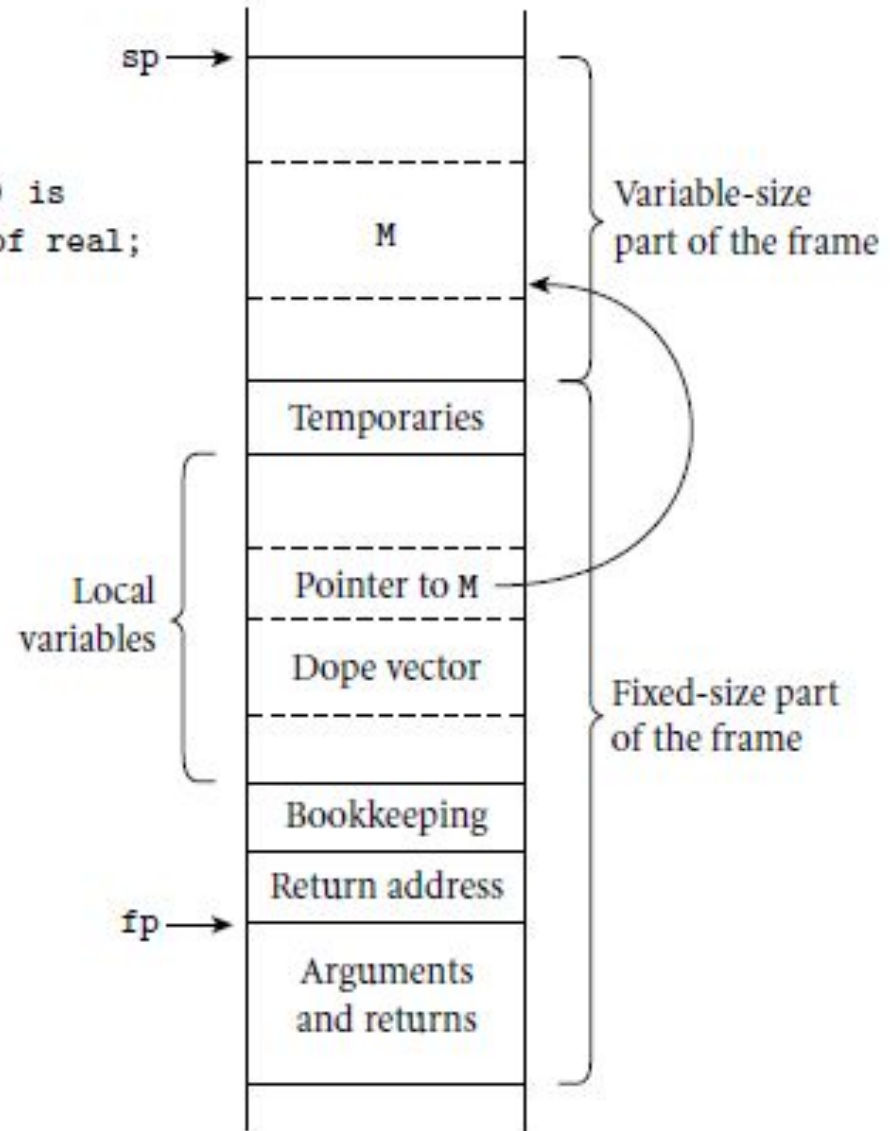 sp
) is
of real;
M
Variable-size
part of the frame
Temporaries
Pointer to M
Local
variables
Dope vector
Fixed-size part
of the frame
Bookkeeping
Return address
fp
Arguments
and returns